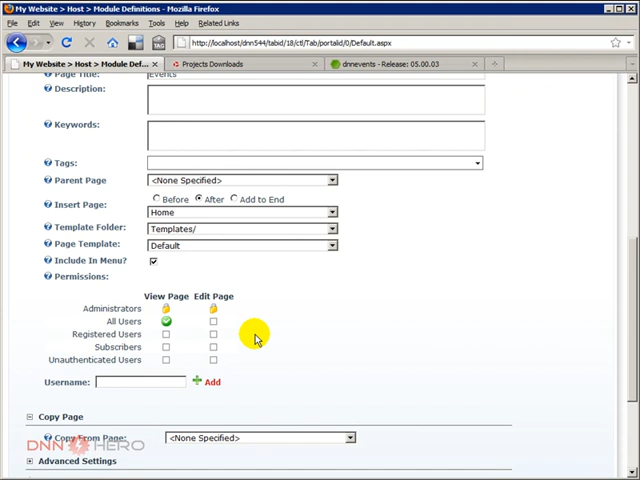 My Website > Host > Module Definitions - Mozilla Firefox
File Edit View History Bookmarks Tools Help Related Links
http://localhost/dnn544/tabid/18/ctl/Tab/portalid/0/Default.aspx
My Website > Host > Module Def... Projects Downloads dnnevents - Release: 05.00.03
Page Title: Events
Description:
Keywords:
Tags:
Parent Page <None Specified>
Insert Page: Before After Add to End
Home
Template Folder: Templates/
Page Template: Default
Include In Menu?
Permissions:
View Page Edit Page
Administrators
All Users
Registered Users
Subscribers
Unauthenticated Users
Username: Add
Copy Page
Copy From Page: <None Specified>
DNN HERO
Advanced Settings